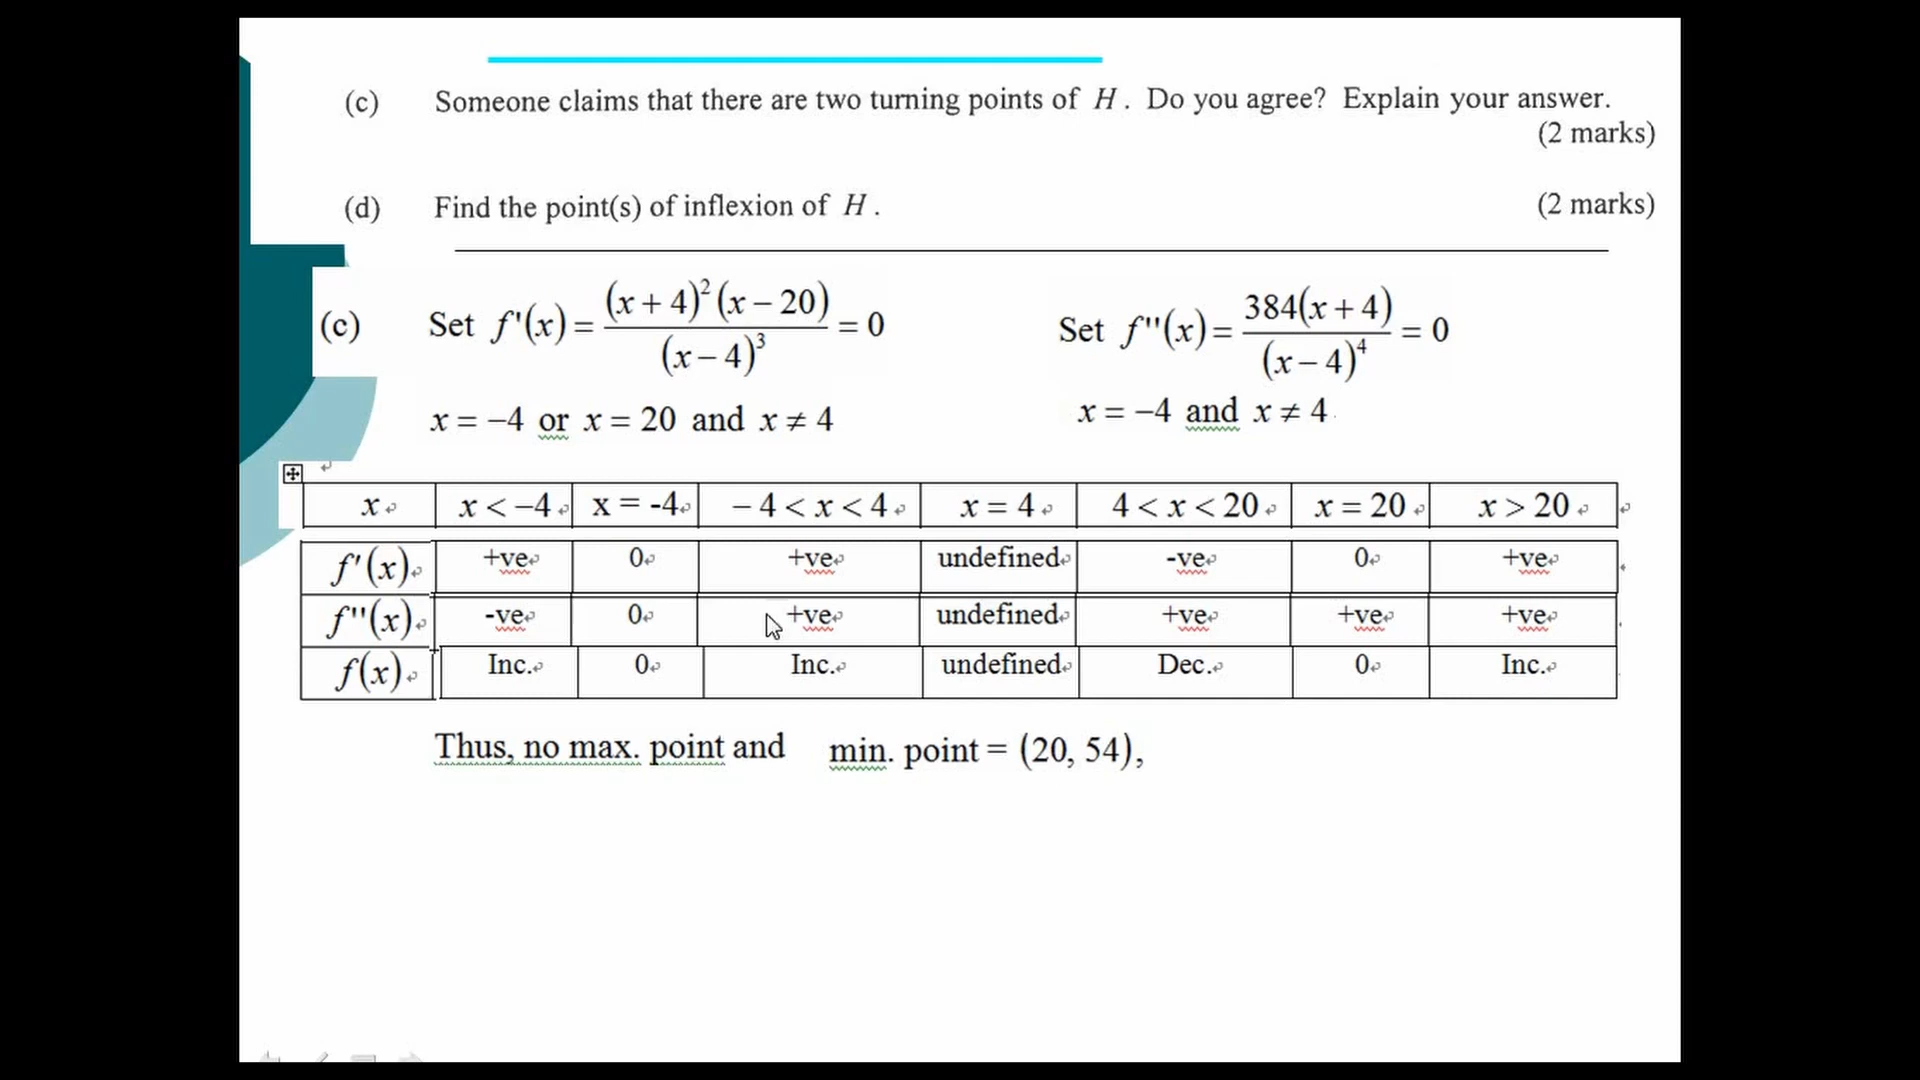 (c) Someone claims that there are two turning points of H. Do you agree? Explain your answer.
(2 marks)
(d) Find the point(s) of inflexion of H. (2 marks)
(c) Set f'(x) = (x + 4)²(x − 20) / (x − 4)³ = 0 Set f''(x) = 384(x + 4) / (x − 4)⁴ = 0
x = −4 or x = 20 and x ≠ 4 x = −4 and x ≠ 4
x x < −4 x = -4 − 4 < x < 4 x = 4 4 < x < 20 x = 20 x > 20
f'(x) +ve 0 +ve undefined -ve 0 +ve
f''(x) -ve 0 +ve undefined +ve +ve +ve
f(x) Inc. 0 Inc. undefined Dec. 0 Inc.
Thus, no max. point and min. point = (20, 54),